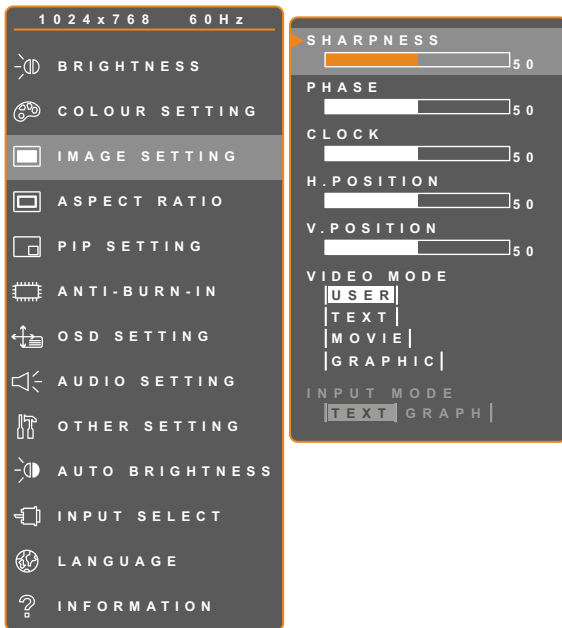 1024x768 60Hz
BRIGHTNESS
COLOUR SETTING
IMAGE SETTING
ASPECT RATIO
PIP SETTING
ANTI-BURN-IN
OSD SETTING
AUDIO SETTING
OTHER SETTING
AUTO BRIGHTNESS
INPUT SELECT
LANGUAGE
INFORMATION
SHARPNESS
50
PHASE
50
CLOCK
50
H.POSITION
50
V.POSITION
50
VIDEO MODE
USER
TEXT
MOVIE
GRAPHIC
INPUT MODE
TEXT GRAPH